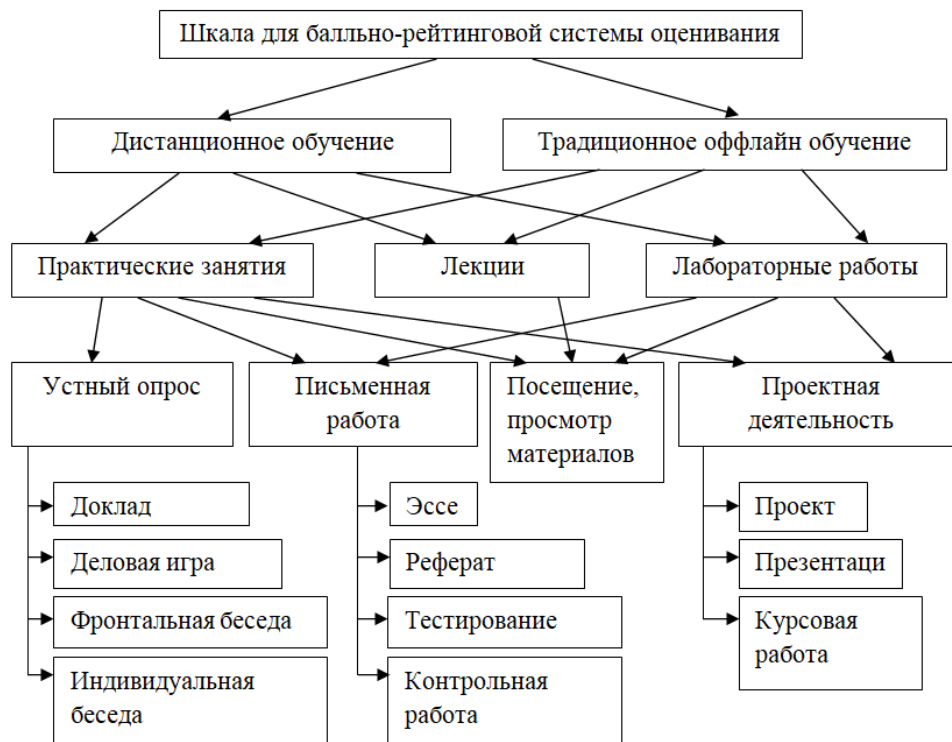 Шкала для балльно-рейтинговой системы оценивания
Дистанционное обучение
Традиционное оффлайн обучение
Практические занятия
Лекции
Лабораторные работы
Устный опрос
Письменная
работа
Посещение,
просмотр
материалов
Проектная
деятельность
Доклад
Деловая игра
Фронтальная беседа
Индивидуальная
беседа
Эссе
Реферат
Тестирование
Контрольная
работа
Проект
Презентаци
Курсовая
работа